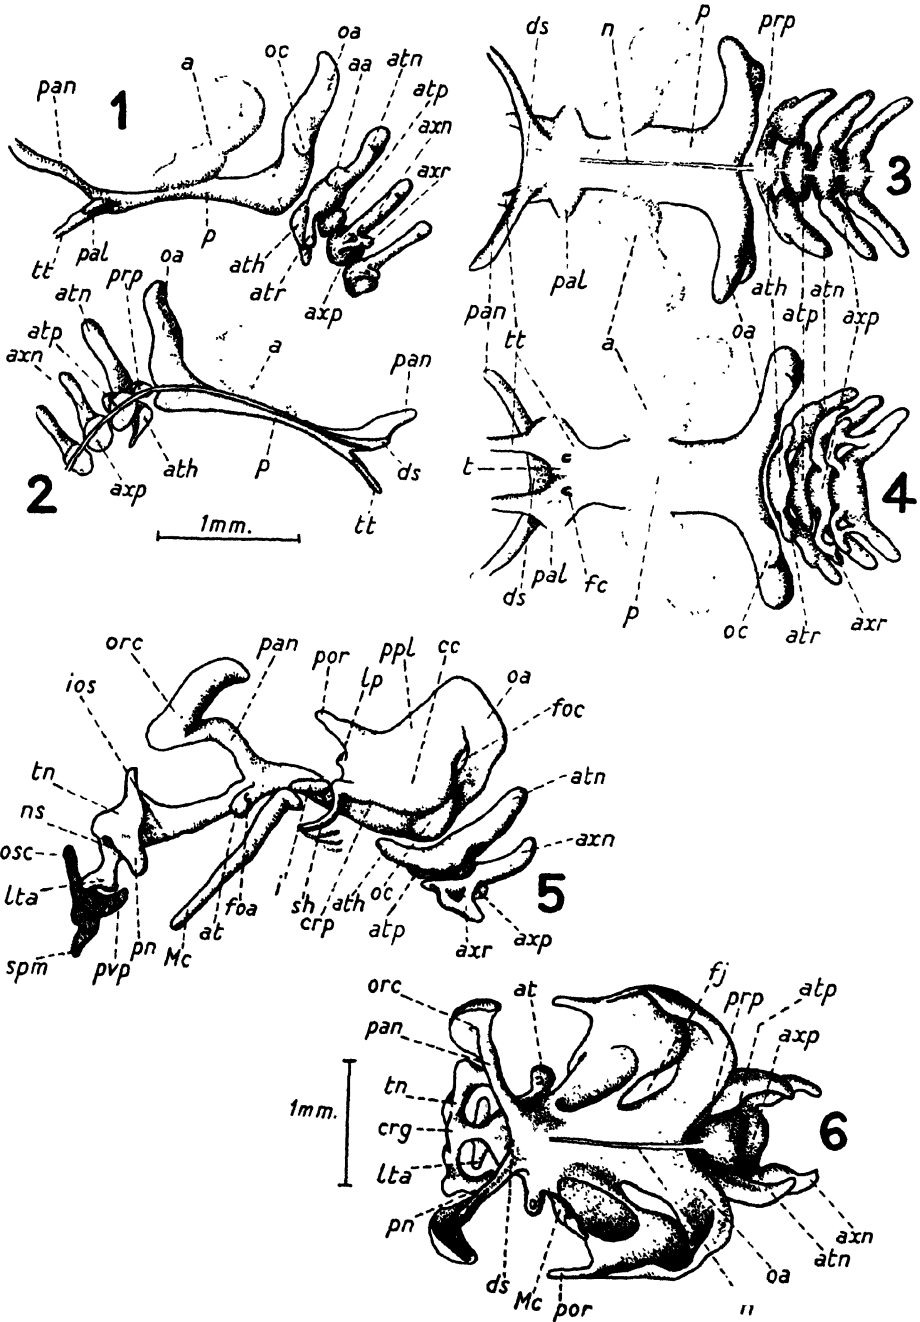 1
pan
a
oc
oa
aa
atn
atp
axn
axr
tt
pal
p
ath
atr
axp
2
atn
prp
oa
atp
axn
a
pan
axp
ath
p
ds
tt
1mm.
3
ds
n
p
prp
pan
tt
pal
a
oa
ath
atp
atn
axp
4
t
ds
pal
fc
p
oc
atr
axr
5
orc
pan
por
lp
ppl
cc
oa
foc
ios
tn
ns
osc
lta
spm
pvp
pn
Mc
at
foa
sh
crp
ath
oc
atp
axr
axp
axn
atn
6
orc
at
fj
prp
atp
axp
pan
1mm.
tn
crg
lta
pn
ds
Mc
por
n
oa
atn
axn